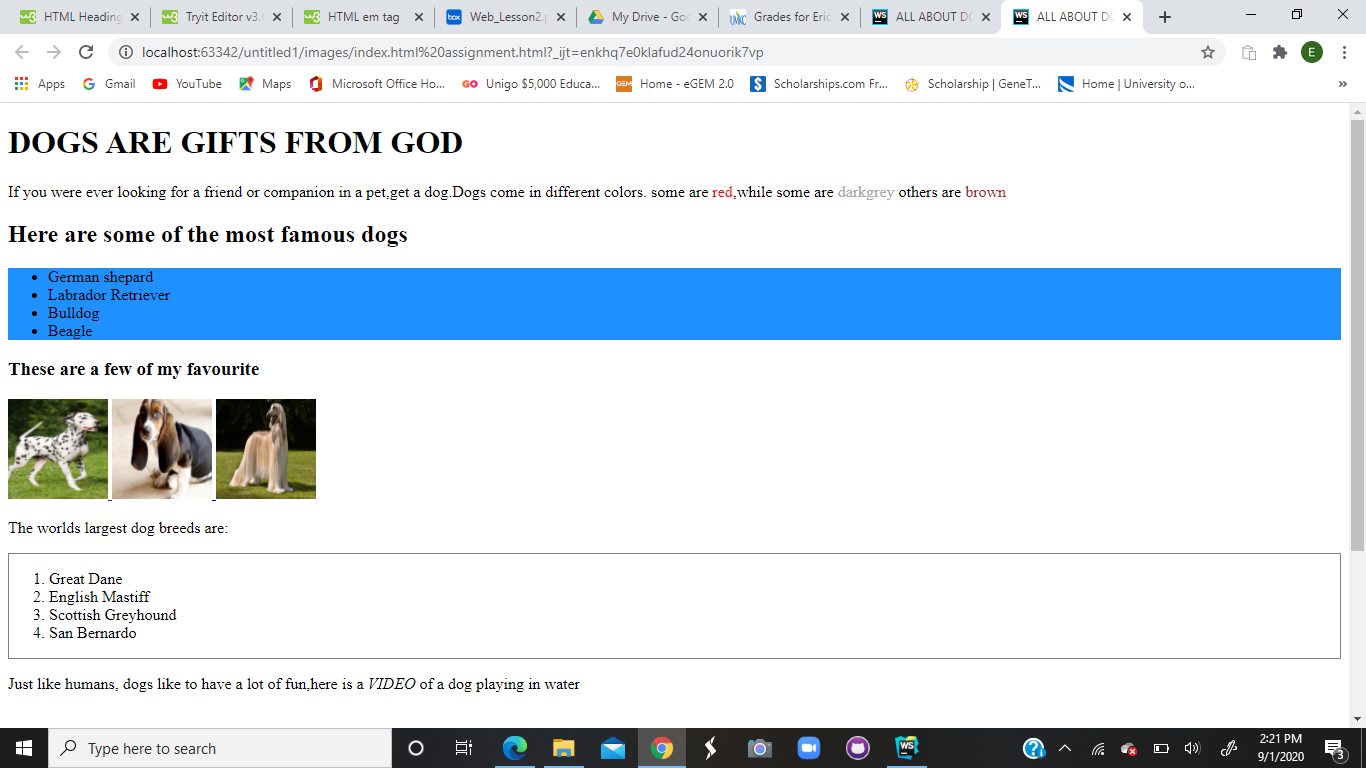 HTML Heading
Tryit Editor v3.
HTML em tag
Web_Lesson2.p
My Drive - Goo
Grades for Eric
ALL ABOUT DO
ALL ABOUT DO
localhost:63342/untitled1/images/index.html%20assignment.html?_ijt=enkhq7e0klafud24onuorik7vp
E
Apps
Gmail
YouTube
Maps
Microsoft Office Ho...
Unigo $5,000 Educa...
Home - eGEM 2.0
Scholarships.com Fr...
Scholarship | GeneT...
Home | University o...
DOGS ARE GIFTS FROM GOD
If you were ever looking for a friend or companion in a pet,get a dog.Dogs come in different colors. some are red,while some are darkgrey others are brown
Here are some of the most famous dogs
• German shepard
• Labrador Retriever
• Bulldog
• Beagle
These are a few of my favourite
The worlds largest dog breeds are:
1. Great Dane
2. English Mastiff
3. Scottish Greyhound
4. San Bernardo
Just like humans, dogs like to have a lot of fun,here is a VIDEO of a dog playing in water
Type here to search
2:21 PM
9/1/2020
3